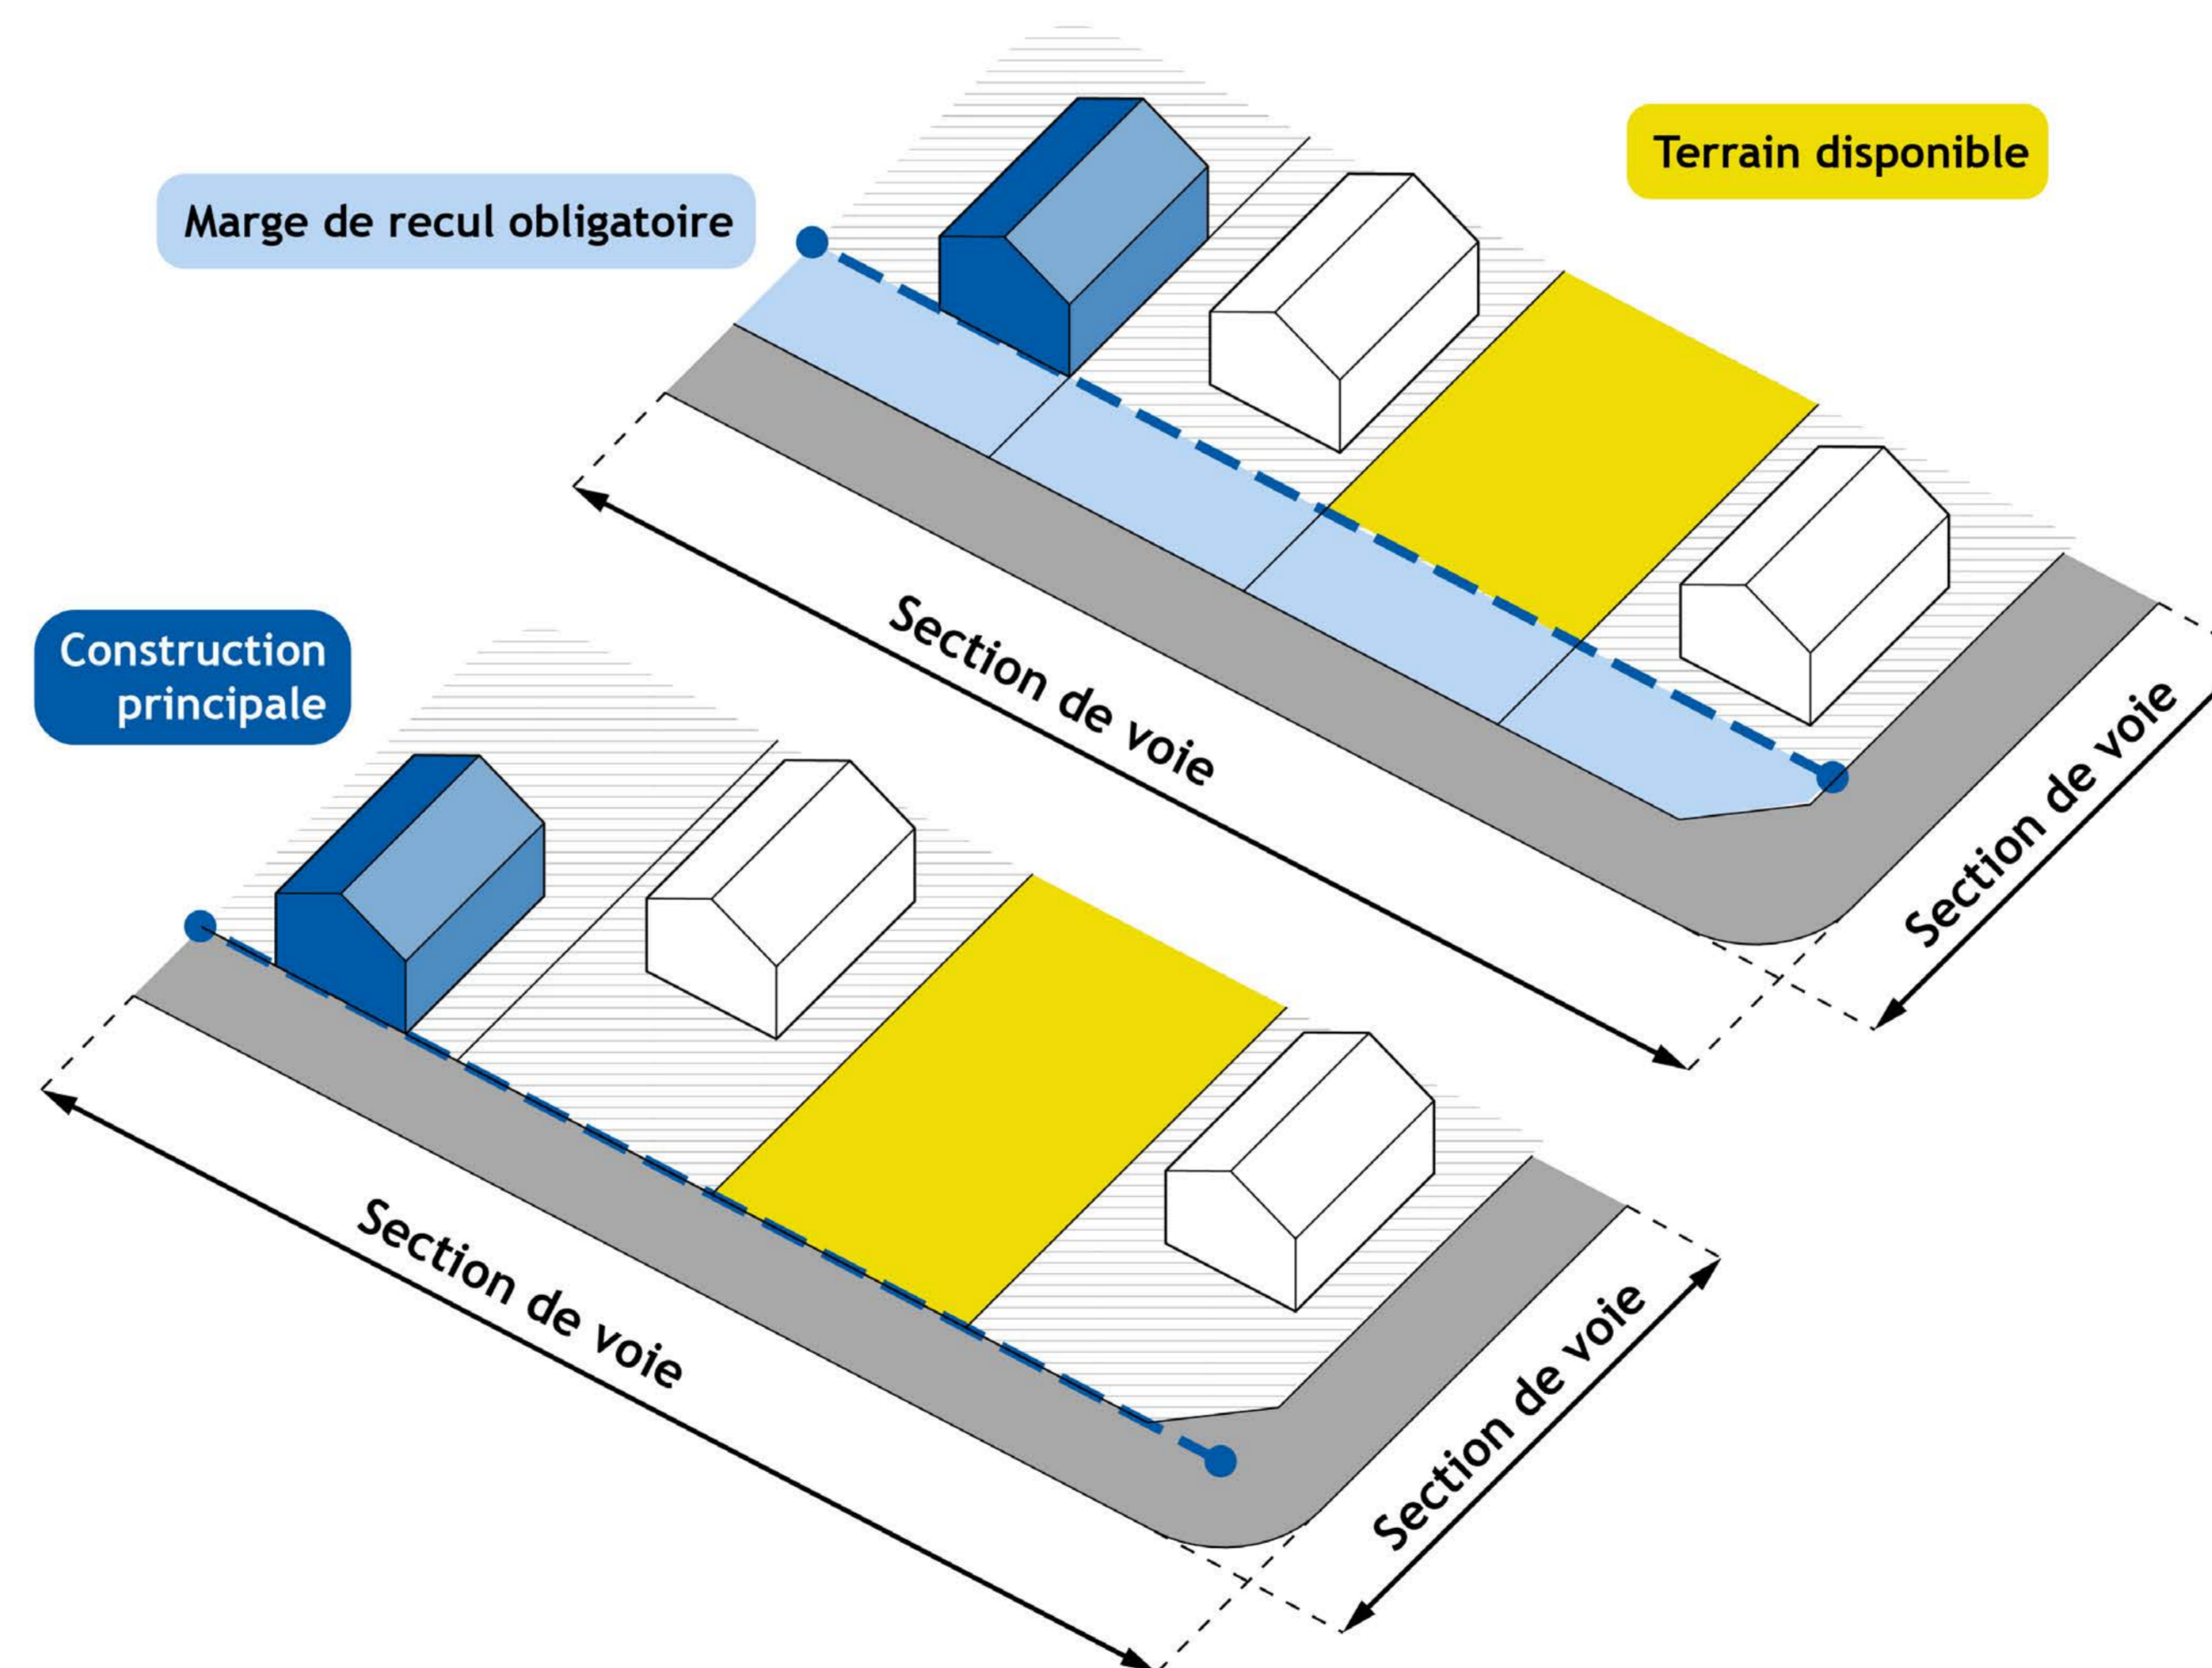 Terrain disponible
Marge de recul obligatoire
Section de voie
Construction
principale
Section de voie
Section de voie
Section de voie